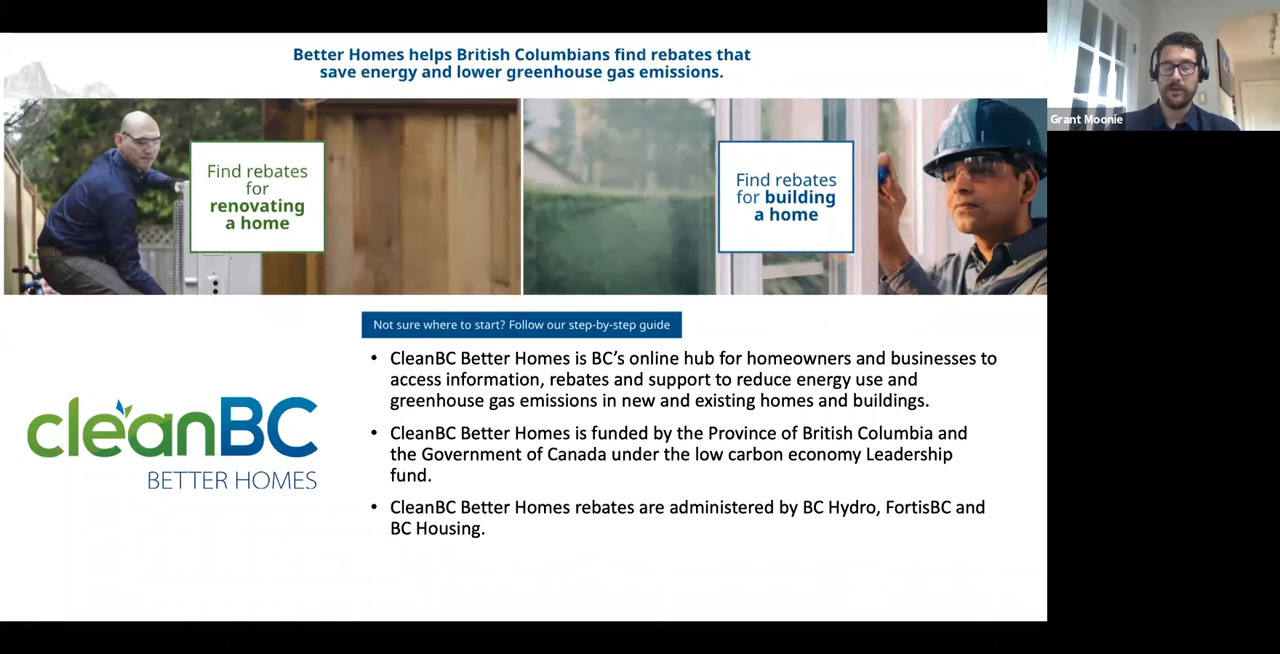 Better Homes helps British Columbians find rebates that
save energy and lower greenhouse gas emissions.
Grant Moonie
Find rebates
for
renovating
a home
Find rebates
for building
a home
Not sure where to start? Follow our step-by-step guide
• CleanBC Better Homes is BC’s online hub for homeowners and businesses to
access information, rebates and support to reduce energy use and
greenhouse gas emissions in new and existing homes and buildings.
• CleanBC Better Homes is funded by the Province of British Columbia and
the Government of Canada under the low carbon economy Leadership
fund.
• CleanBC Better Homes rebates are administered by BC Hydro, FortisBC and
BC Housing.
cleanBC
BETTER HOMES